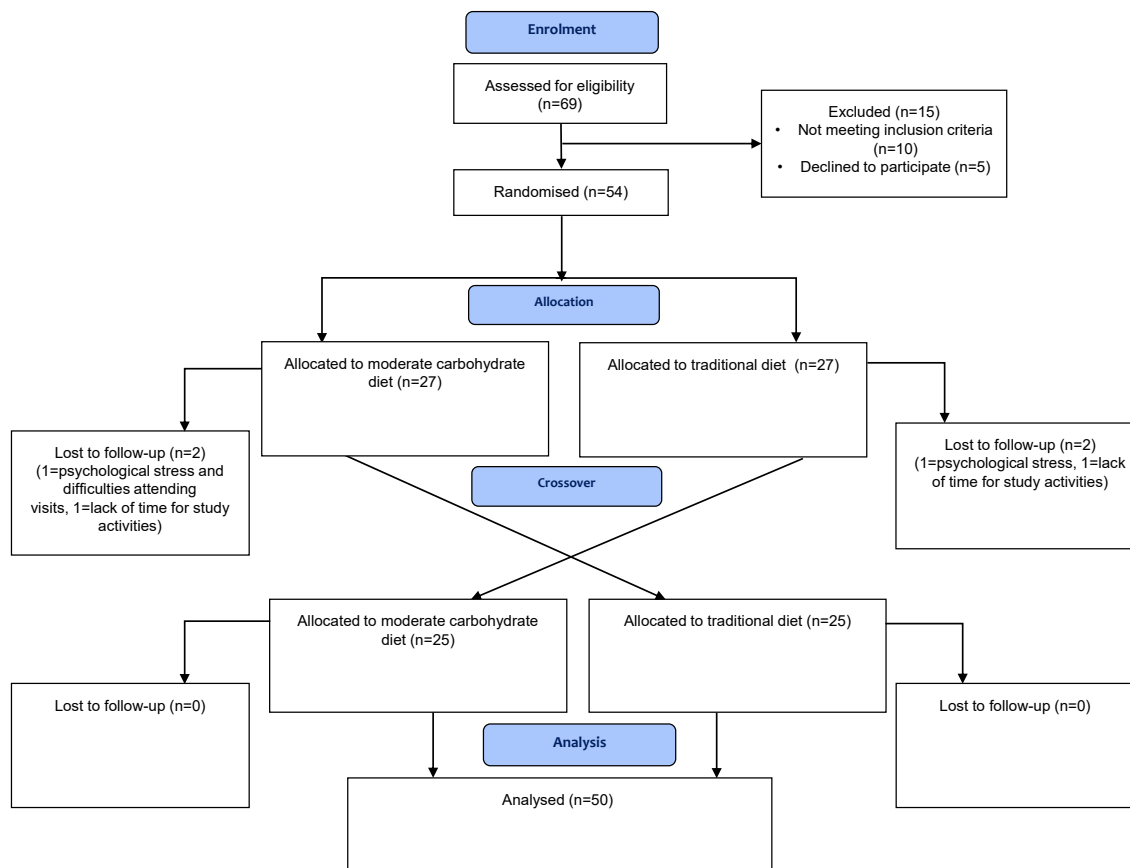 Enrolment
Assessed for eligibility
(n=69)
Excluded (n=15)
• Not meeting inclusion criteria
(n=10)
• Declined to participate (n=5)
Randomised (n=54)
Allocation
Allocated to moderate carbohydrate
diet (n=27)
Allocated to traditional diet (n=27)
Lost to follow-up (n=2)
(1=psychological stress and
difficulties attending
visits, 1=lack of time for study
activities)
Lost to follow-up (n=2)
(1=psychological stress, 1=lack
of time for study activities)
Crossover
Allocated to moderate carbohydrate
diet (n=25)
Allocated to traditional diet (n=25)
Lost to follow-up (n=0)
Lost to follow-up (n=0)
Analysis
Analysed (n=50)